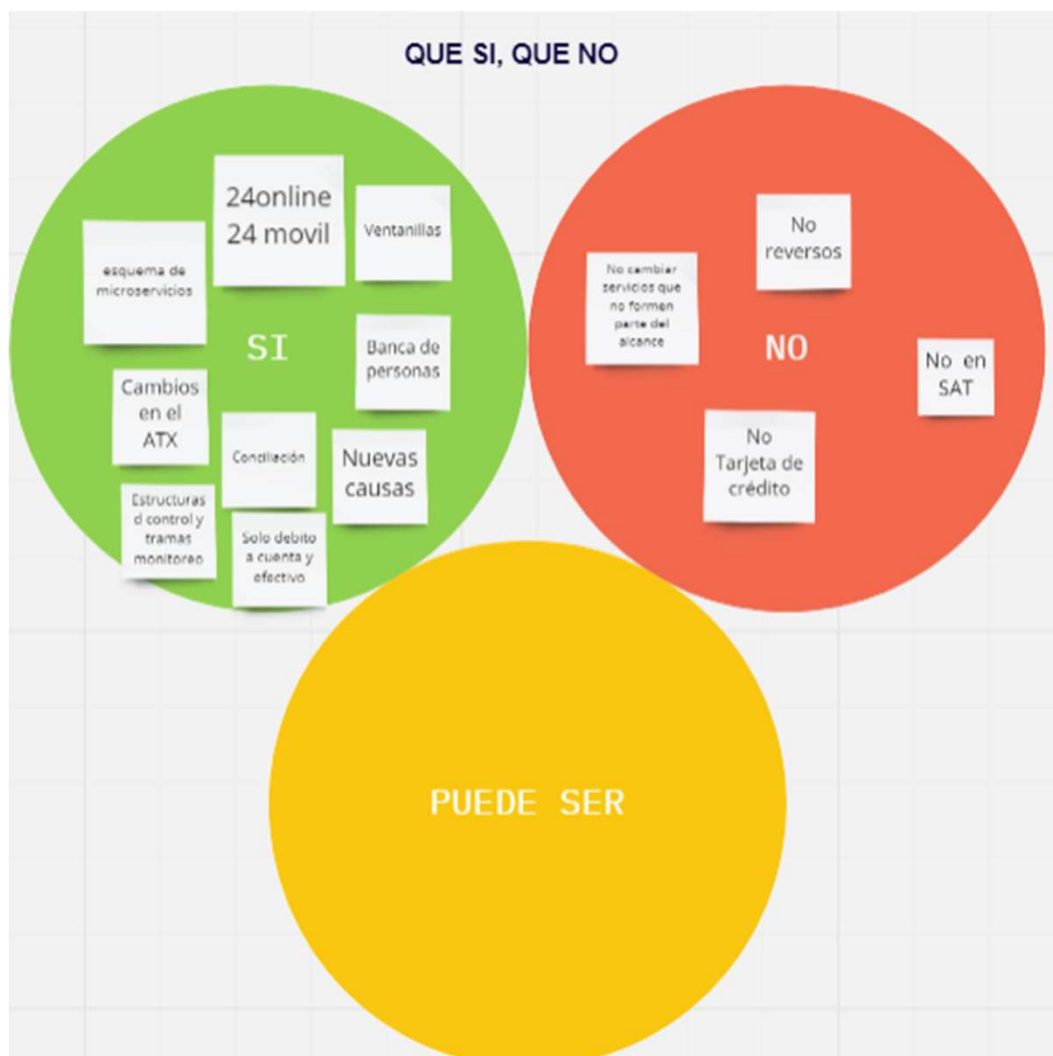 QUE SI, QUE NO
24online
24 movil
Ventanillas
esquema de
microservicios
SI
Banca de
personas
Cambios
en el
ATX
Conciliación
Nuevas
causas
Estructuras
d control y
tramas
monitoreo
Solo debito
a cuenta y
efectivo
No
reversos
No cambiar
servicios que
no formen
parte del
alcance
NO
No en
SAT
No
Tarjeta de
crédito
PUEDE SER